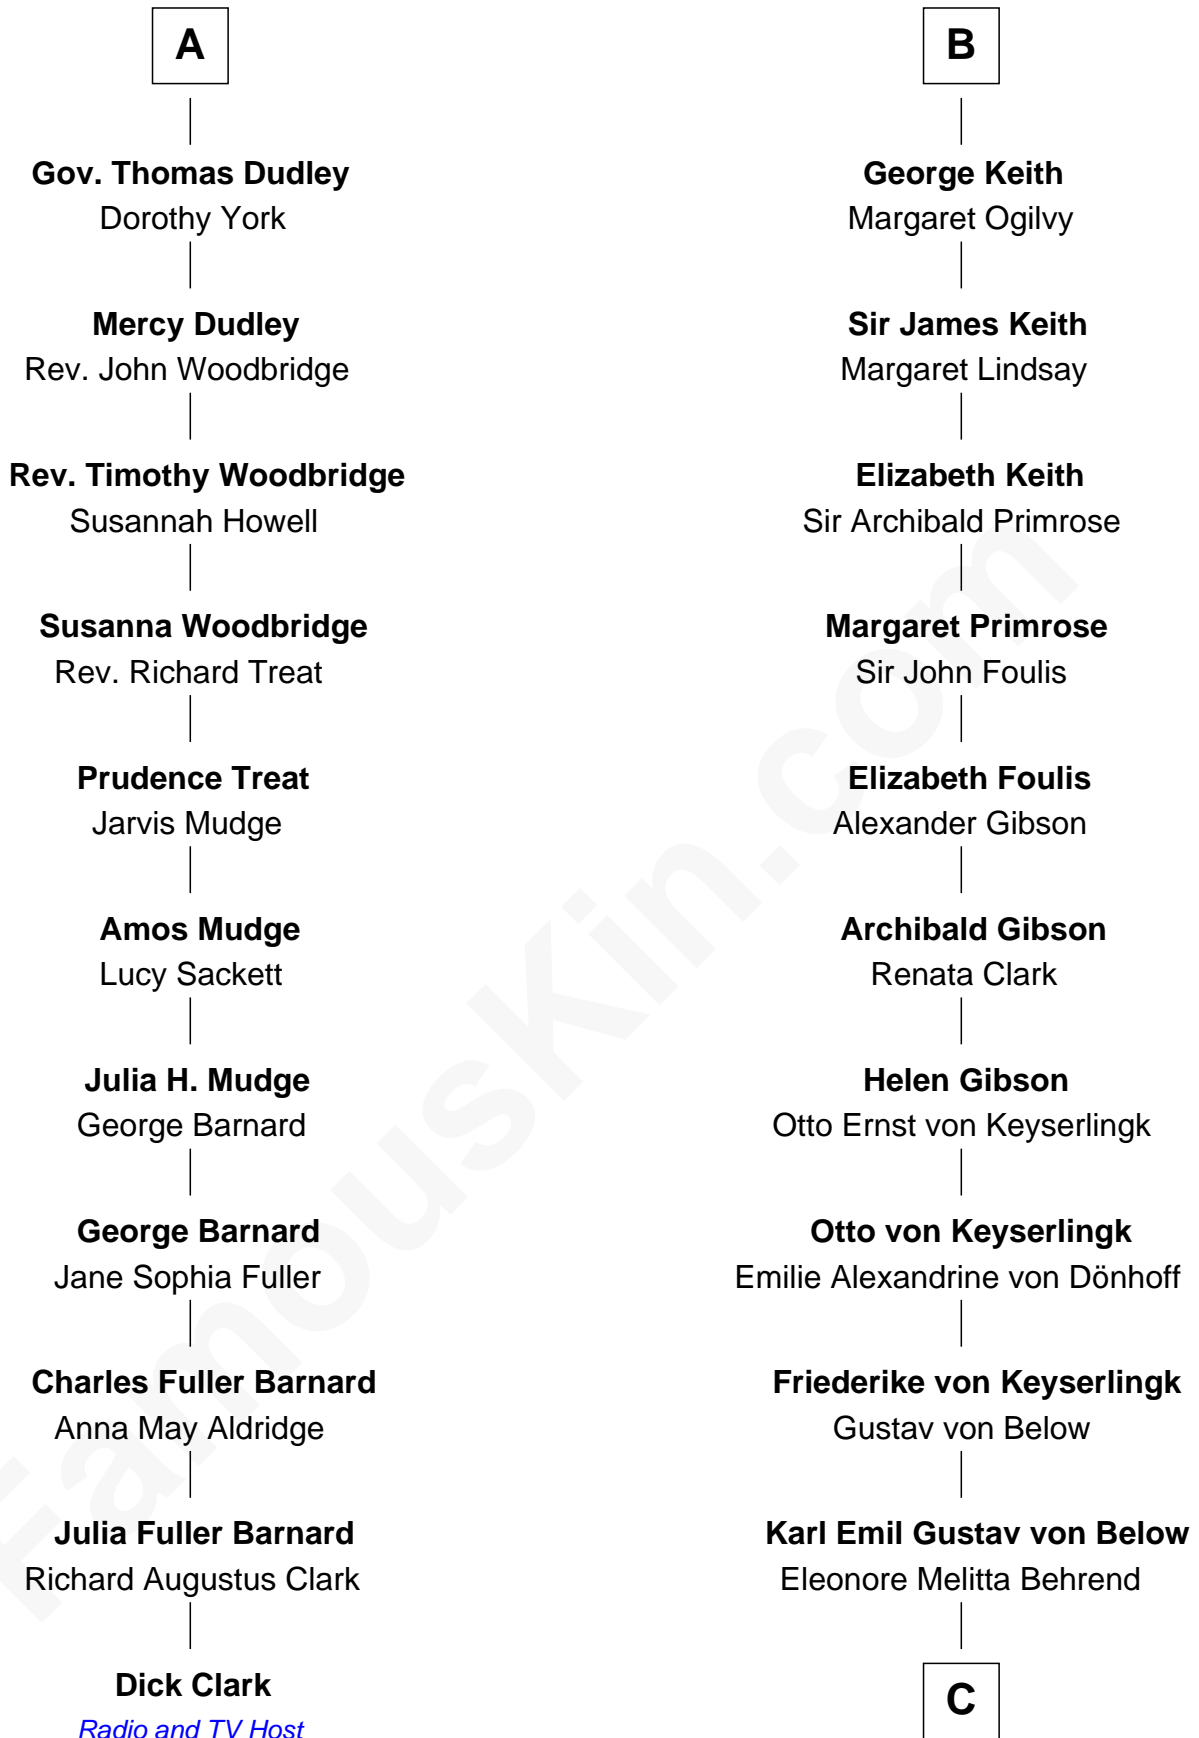 A
Gov. Thomas Dudley
Dorothy York
Mercy Dudley
Rev. John Woodbridge
Rev. Timothy Woodbridge
Susannah Howell
Susanna Woodbridge
Rev. Richard Treat
Prudence Treat
Jarvis Mudge
Amos Mudge
Lucy Sackett
Julia H. Mudge
George Barnard
George Barnard
Jane Sophia Fuller
Charles Fuller Barnard
Anna May Aldridge
Julia Fuller Barnard
Richard Augustus Clark
Dick Clark
Radio and TV Host
B
George Keith
Margaret Ogilvy
Sir James Keith
Margaret Lindsay
Elizabeth Keith
Sir Archibald Primrose
Margaret Primrose
Sir John Foulis
Elizabeth Foulis
Alexander Gibson
Archibald Gibson
Renata Clark
Helen Gibson
Otto Ernst von Keyserlingk
Otto von Keyserlingk
Emilie Alexandrine von Dönhoff
Friederike von Keyserlingk
Gustav von Below
Karl Emil Gustav von Below
Eleonore Melitta Behrend
C
FamousKin.com